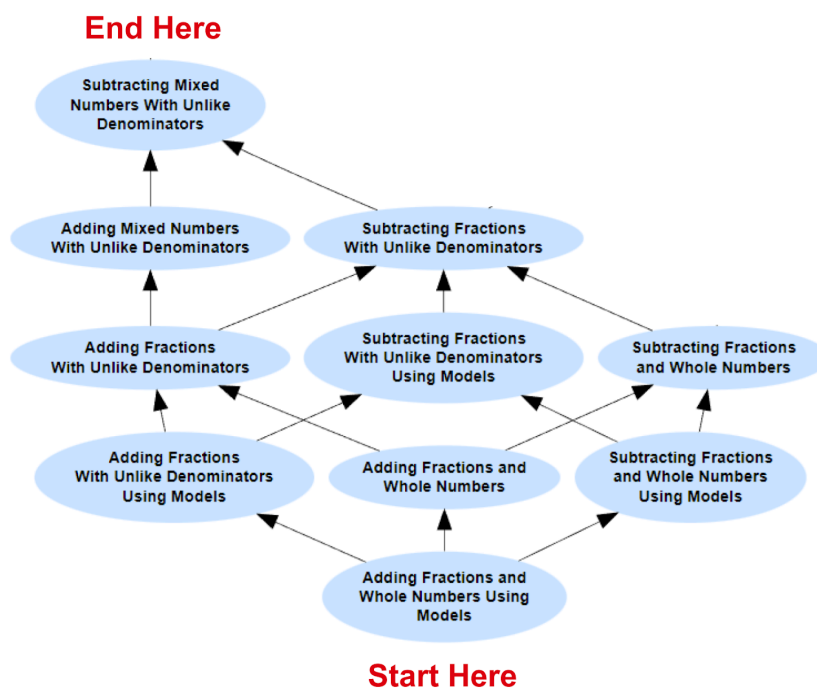 End Here
Subtracting Mixed
Numbers With Unlike
Denominators
Adding Mixed Numbers
With Unlike Denominators
Subtracting Fractions
With Unlike Denominators
Adding Fractions
With Unlike Denominators
Subtracting Fractions
With Unlike Denominators
Using Models
Subtracting Fractions
and Whole Numbers
Adding Fractions
With Unlike Denominators
Using Models
Adding Fractions and
Whole Numbers
Subtracting Fractions
and Whole Numbers
Using Models
Adding Fractions and
Whole Numbers Using
Models
Start Here